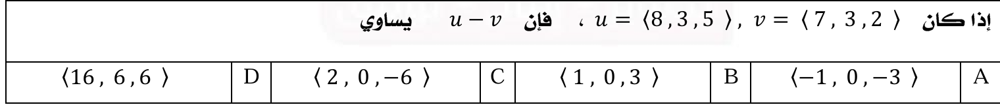 إذا كان u = ⟨8,3,5 ⟩, v = ⟨ 7, 3,2 ⟩ ، فإن u − v يساوي
A ⟨−1, 0,−3 ⟩ B ⟨ 1, 0,3 ⟩ C ⟨ 2, 0,−6 ⟩ D ⟨16, 6,6 ⟩